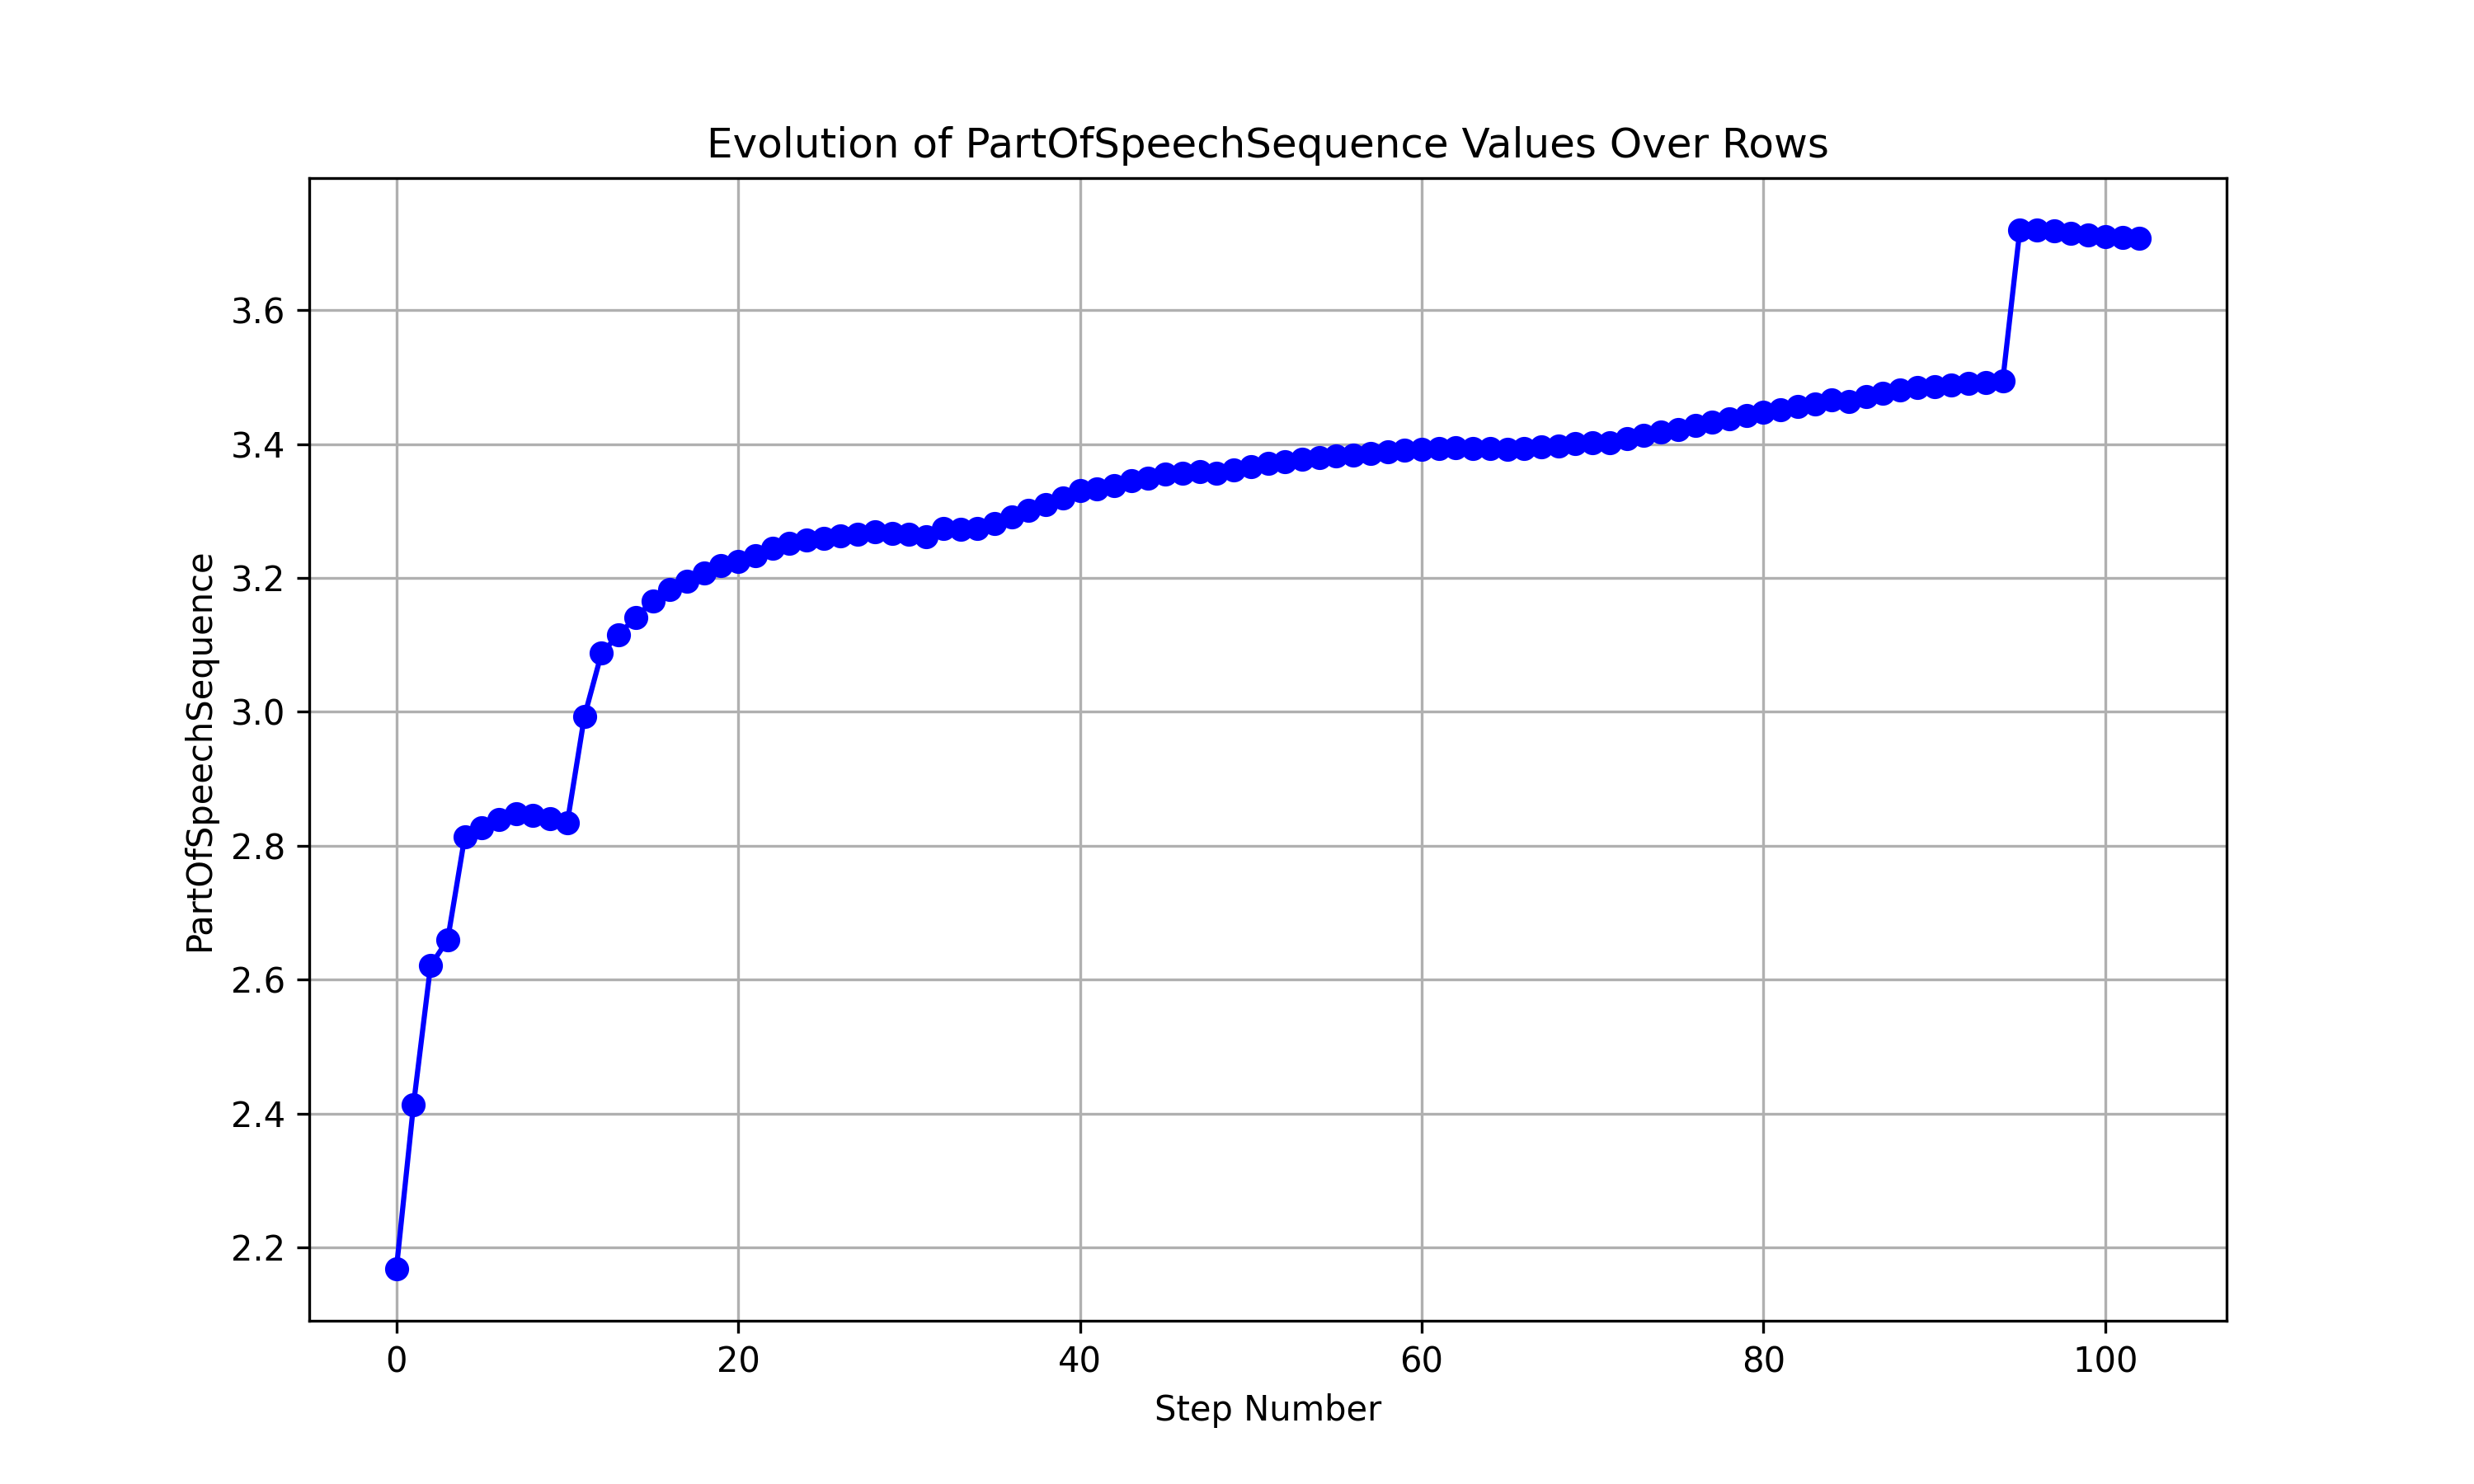 Evolution of PartOfSpeechSequence Values Over Rows
PartOfSpeechSequence
3.6
3.4
3.2
3.0
2.8
2.6
2.4
2.2
0 20 40 60 80 100
Step Number